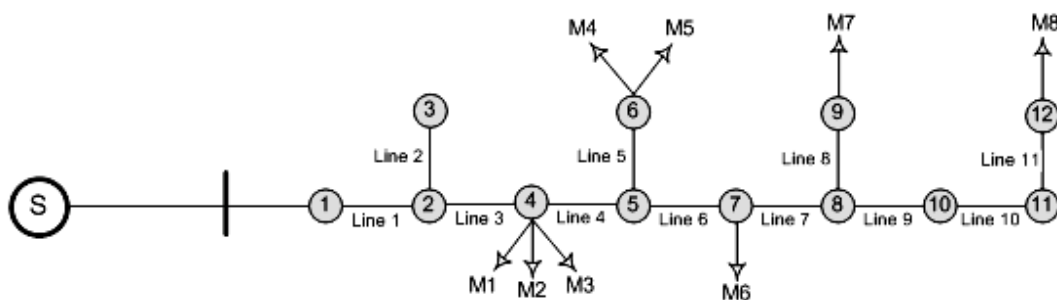 M4 M5 M7 M8
3 6 9 12
Line 2 Line 5 Line 8 Line 11
S 1 2 4 5 7 8 10 11
Line 1 Line 3 Line 4 Line 6 Line 7 Line 9 Line 10
M1 M2 M3 M6